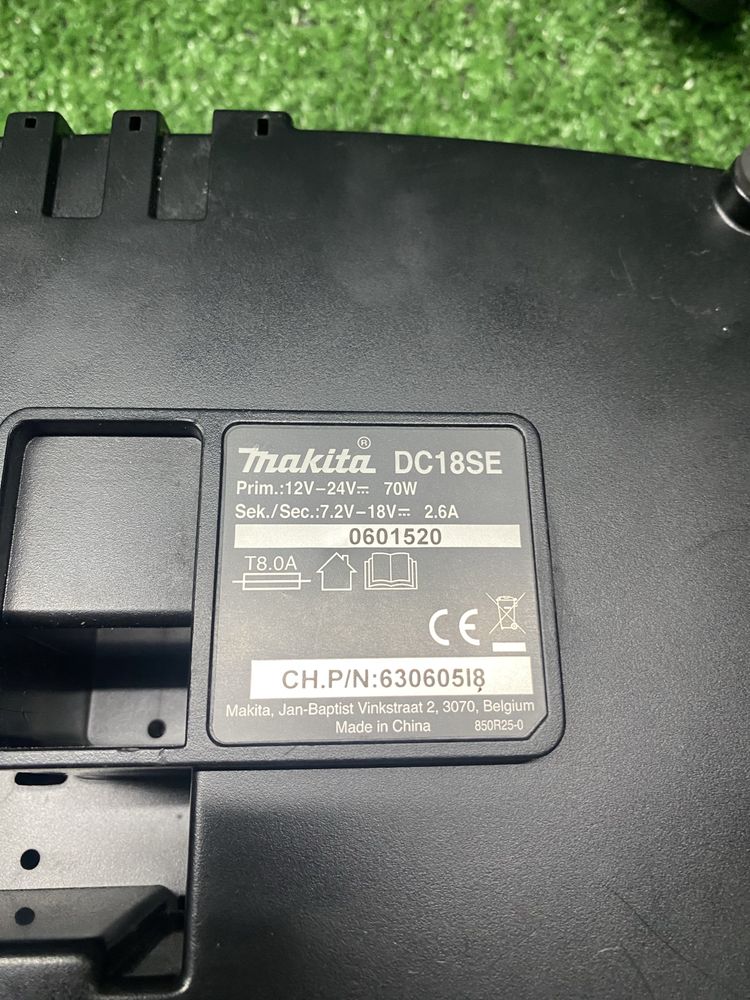 makita® DC18SE
Prim.:12V–24V⎓ 70W
Sek./Sec.:7.2V–18V⎓ 2.6A
0601520
T8.0A
CE
CH.P/N:630605I8
Makita, Jan-Baptist Vinkstraat 2, 3070, Belgium
Made in China 850R25-0